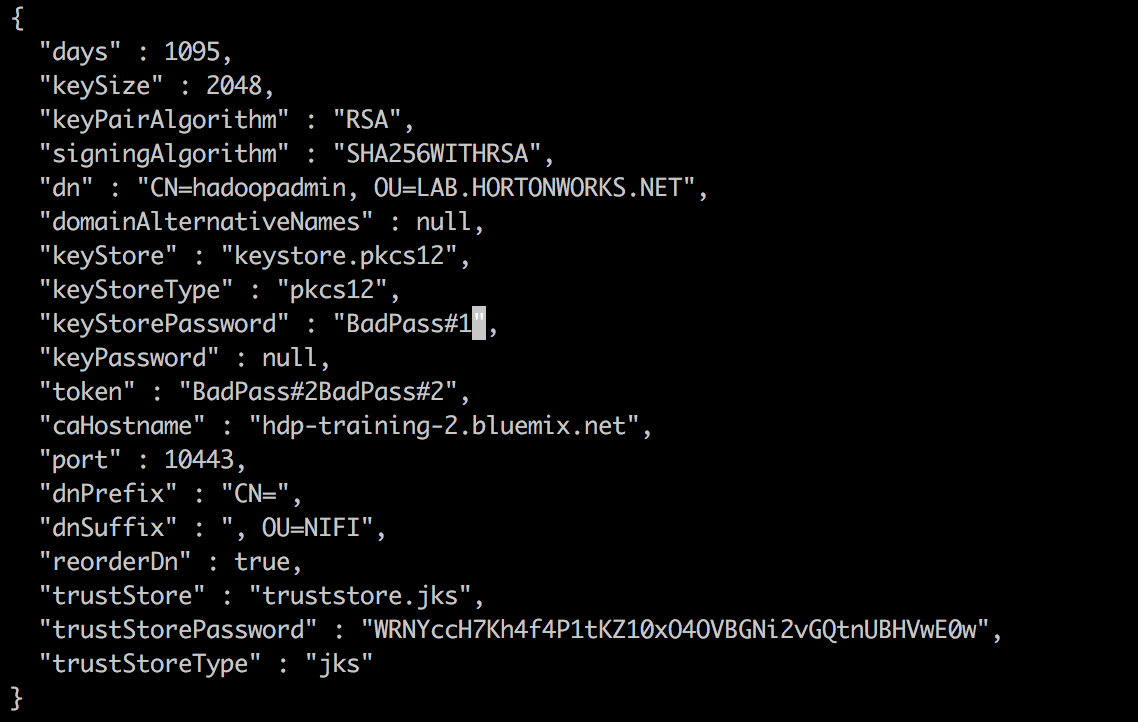 {
  "days" : 1095,
  "keySize" : 2048,
  "keyPairAlgorithm" : "RSA",
  "signingAlgorithm" : "SHA256WITHRSA",
  "dn" : "CN=hadoopadmin, OU=LAB.HORTONWORKS.NET",
  "domainAlternativeNames" : null,
  "keyStore" : "keystore.pkcs12",
  "keyStoreType" : "pkcs12",
  "keyStorePassword" : "BadPass#1",
  "keyPassword" : null,
  "token" : "BadPass#2BadPass#2",
  "caHostname" : "hdp-training-2.bluemix.net",
  "port" : 10443,
  "dnPrefix" : "CN=",
  "dnSuffix" : ", OU=NIFI",
  "reorderDn" : true,
  "trustStore" : "truststore.jks",
  "trustStorePassword" : "WRNYccH7Kh4f4P1tKZ10xO4OVBGNi2vGQtnUBHVwE0w",
  "trustStoreType" : "jks"
}